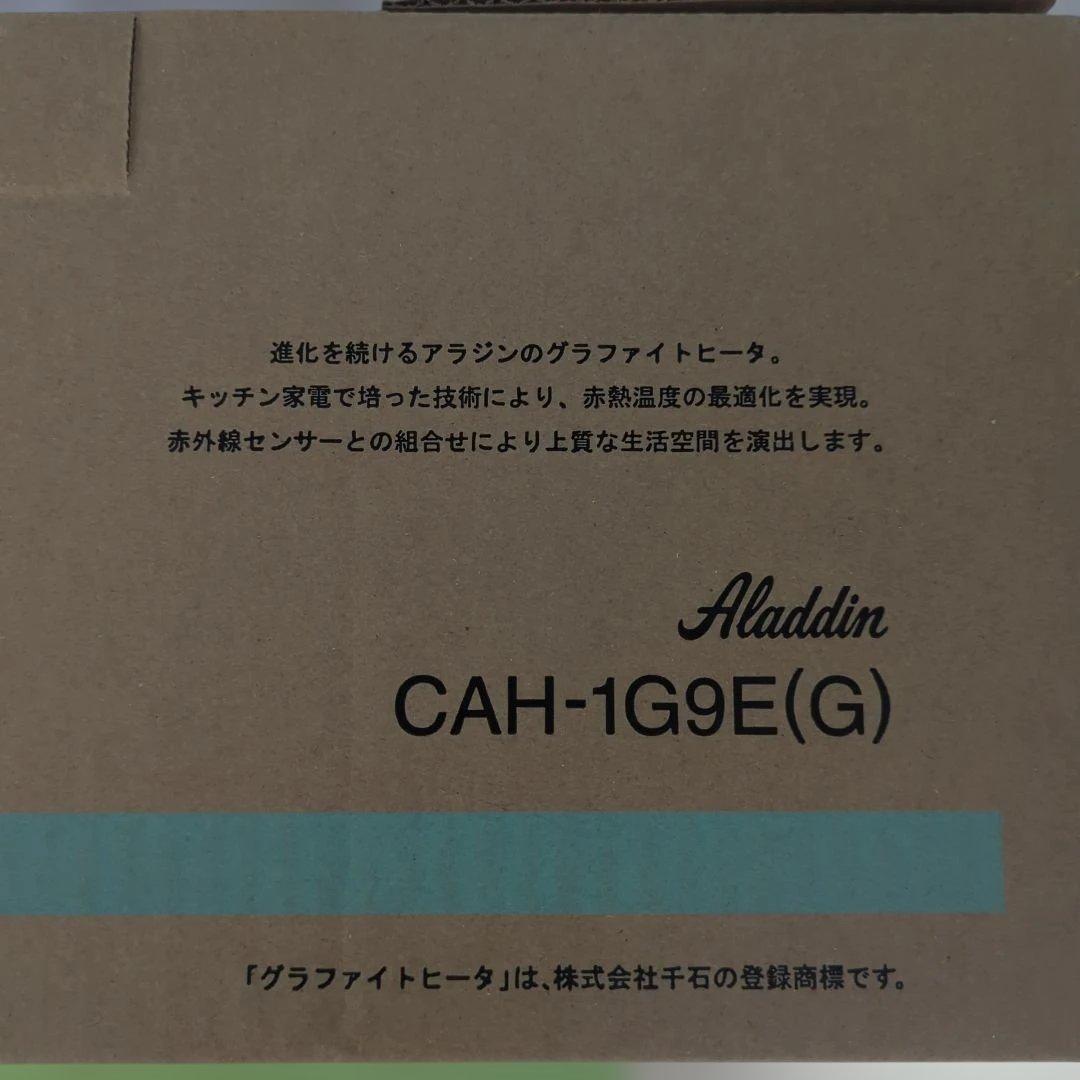 進化を続けるアラジンのグラファイトヒータ。
キッチン家電で培った技術により、赤熱温度の最適化を実現。
赤外線センサーとの組合せにより上質な生活空間を演出します。
Aladdin
CAH-1G9E(G)
「グラファイトヒータ」は、株式会社千石の登録商標です。